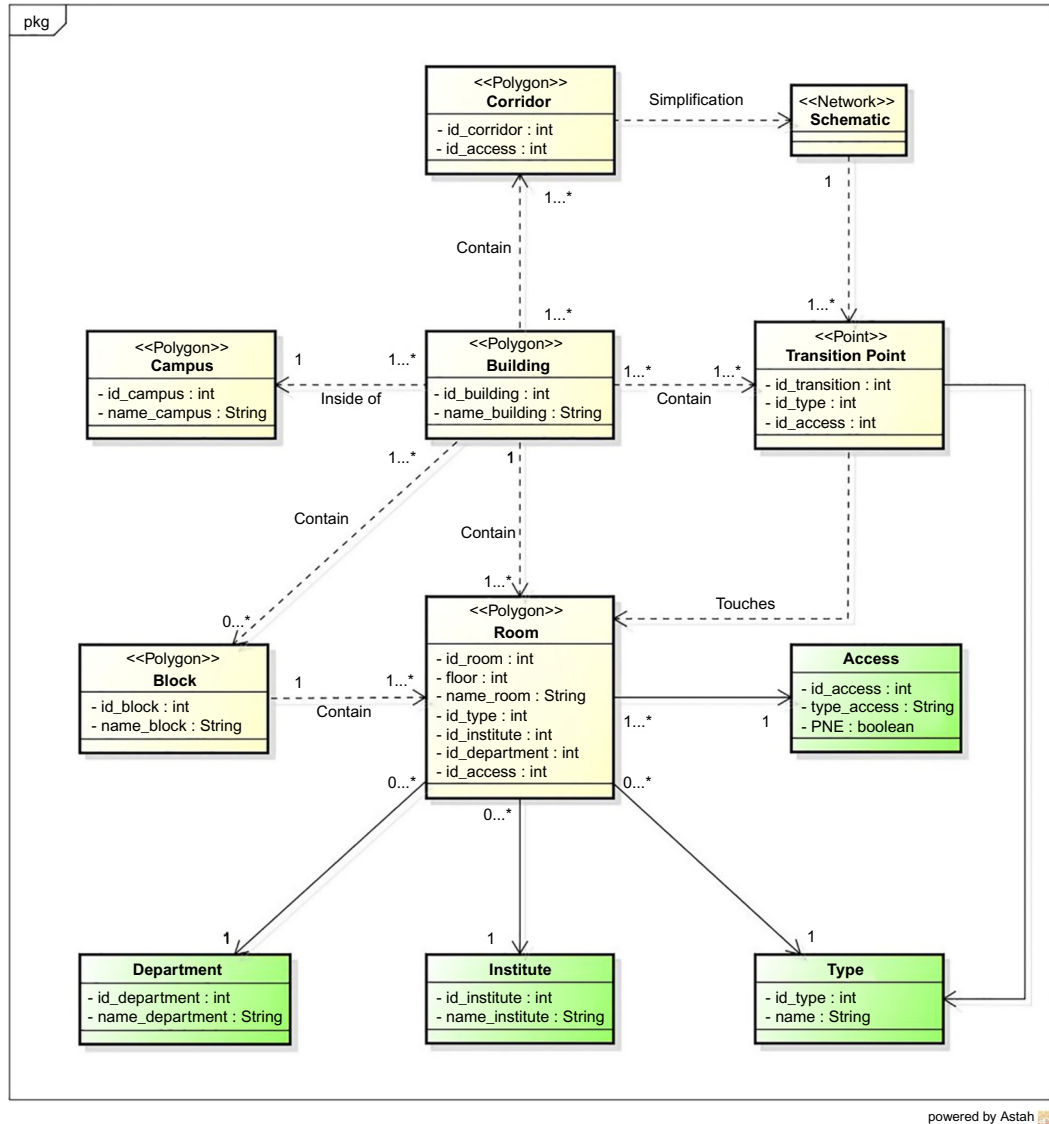 pkg
<<Polygon>>
Corridor
- id_corridor : int
- id_access : int
Simplification
<<Network>>
Schematic
1
1...*
Contain
1...*
1...*
<<Polygon>>
Campus
- id_campus : int
- name_campus : String
1
1...*
Inside of
<<Polygon>>
Building
- id_building : int
- name_building : String
1...*
1...*
Contain
<<Point>>
Transition Point
- id_transition : int
- id_type : int
- id_access : int
1...*
1
Contain
Contain
1...*
0...*
Touches
<<Polygon>>
Block
- id_block : int
- name_block : String
1
1...*
Contain
<<Polygon>>
Room
- id_room : int
- floor : int
- name_room : String
- id_type : int
- id_institute : int
- id_department : int
- id_access : int
Access
- id_access : int
- type_access : String
- PNE : boolean
1...*
1
0...*
0...*
0...*
1
1
1
Department
- id_department : int
- name_department : String
Institute
- id_institute : int
- name_institute : String
Type
- id_type : int
- name : String
powered by Astah